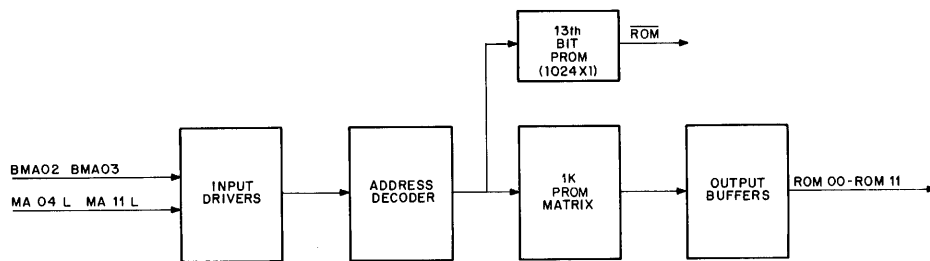 13th
BIT
PROM
(1024X1)
ROM
BMA02 BMA03
MA 04 L MA 11 L
INPUT
DRIVERS
ADDRESS
DECODER
1K
PROM
MATRIX
OUTPUT
BUFFERS
ROM 00-ROM 11